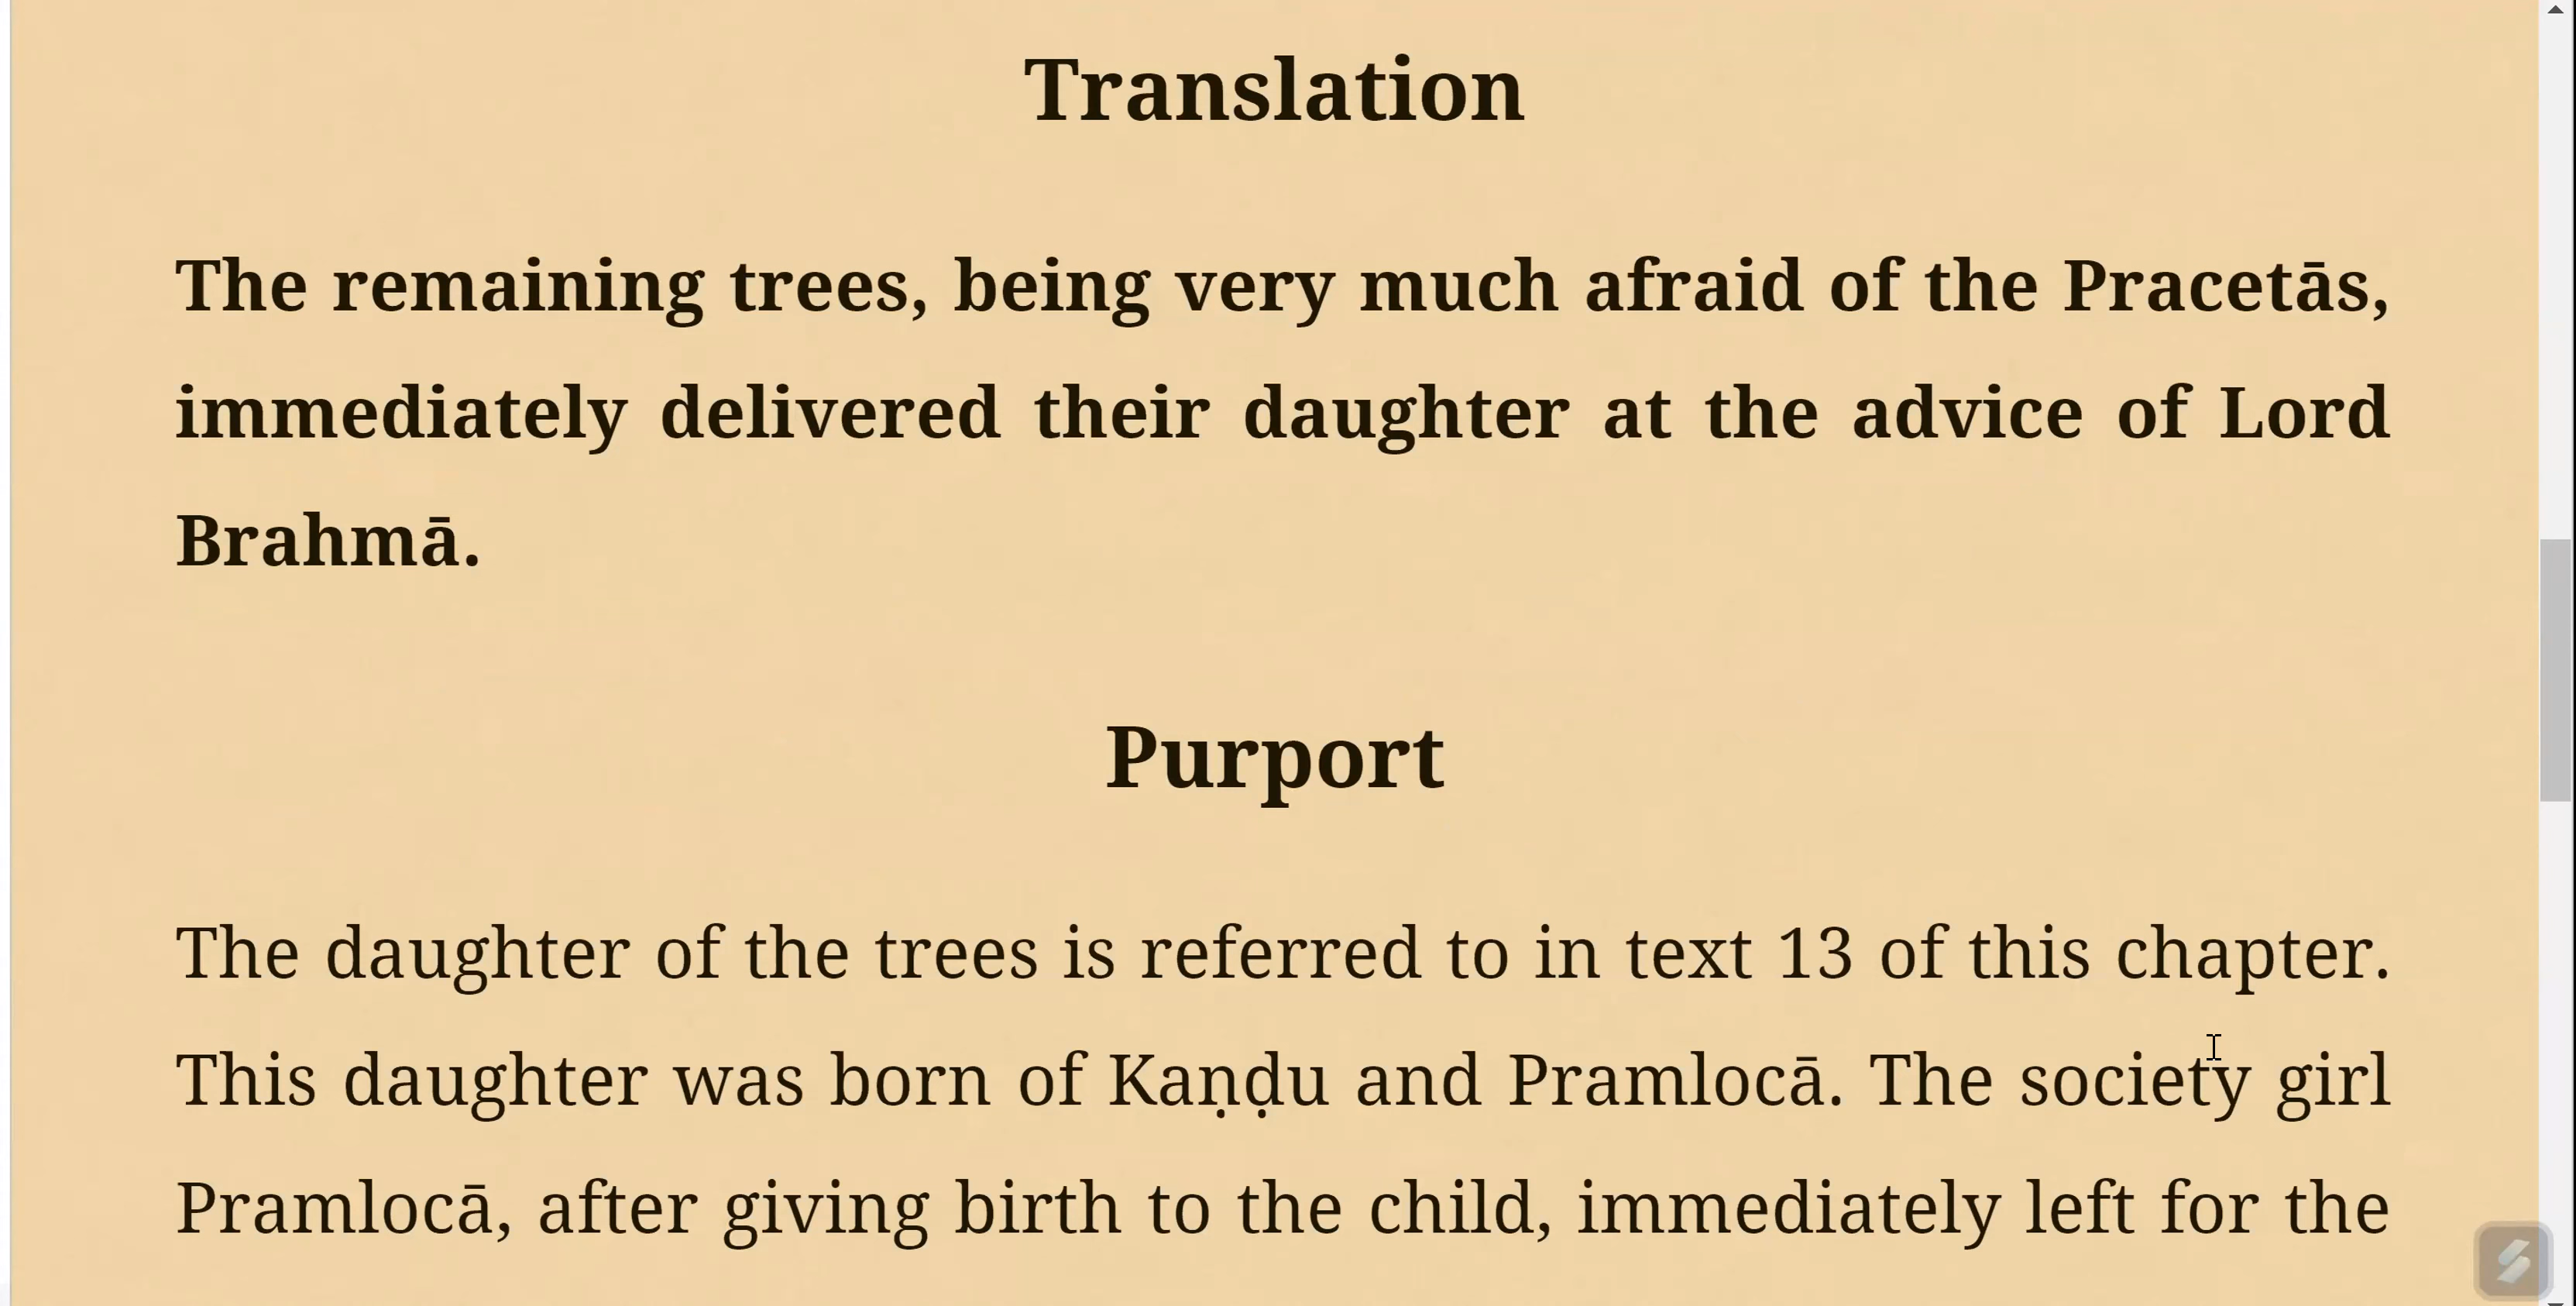 Translation
The remaining trees, being very much afraid of the Pracetās,
immediately delivered their daughter at the advice of Lord
Brahmā.
Purport
The daughter of the trees is referred to in text 13 of this chapter.
This daughter was born of Kaṇḍu and Pramlocā. The society girl
Pramlocā, after giving birth to the child, immediately left for the